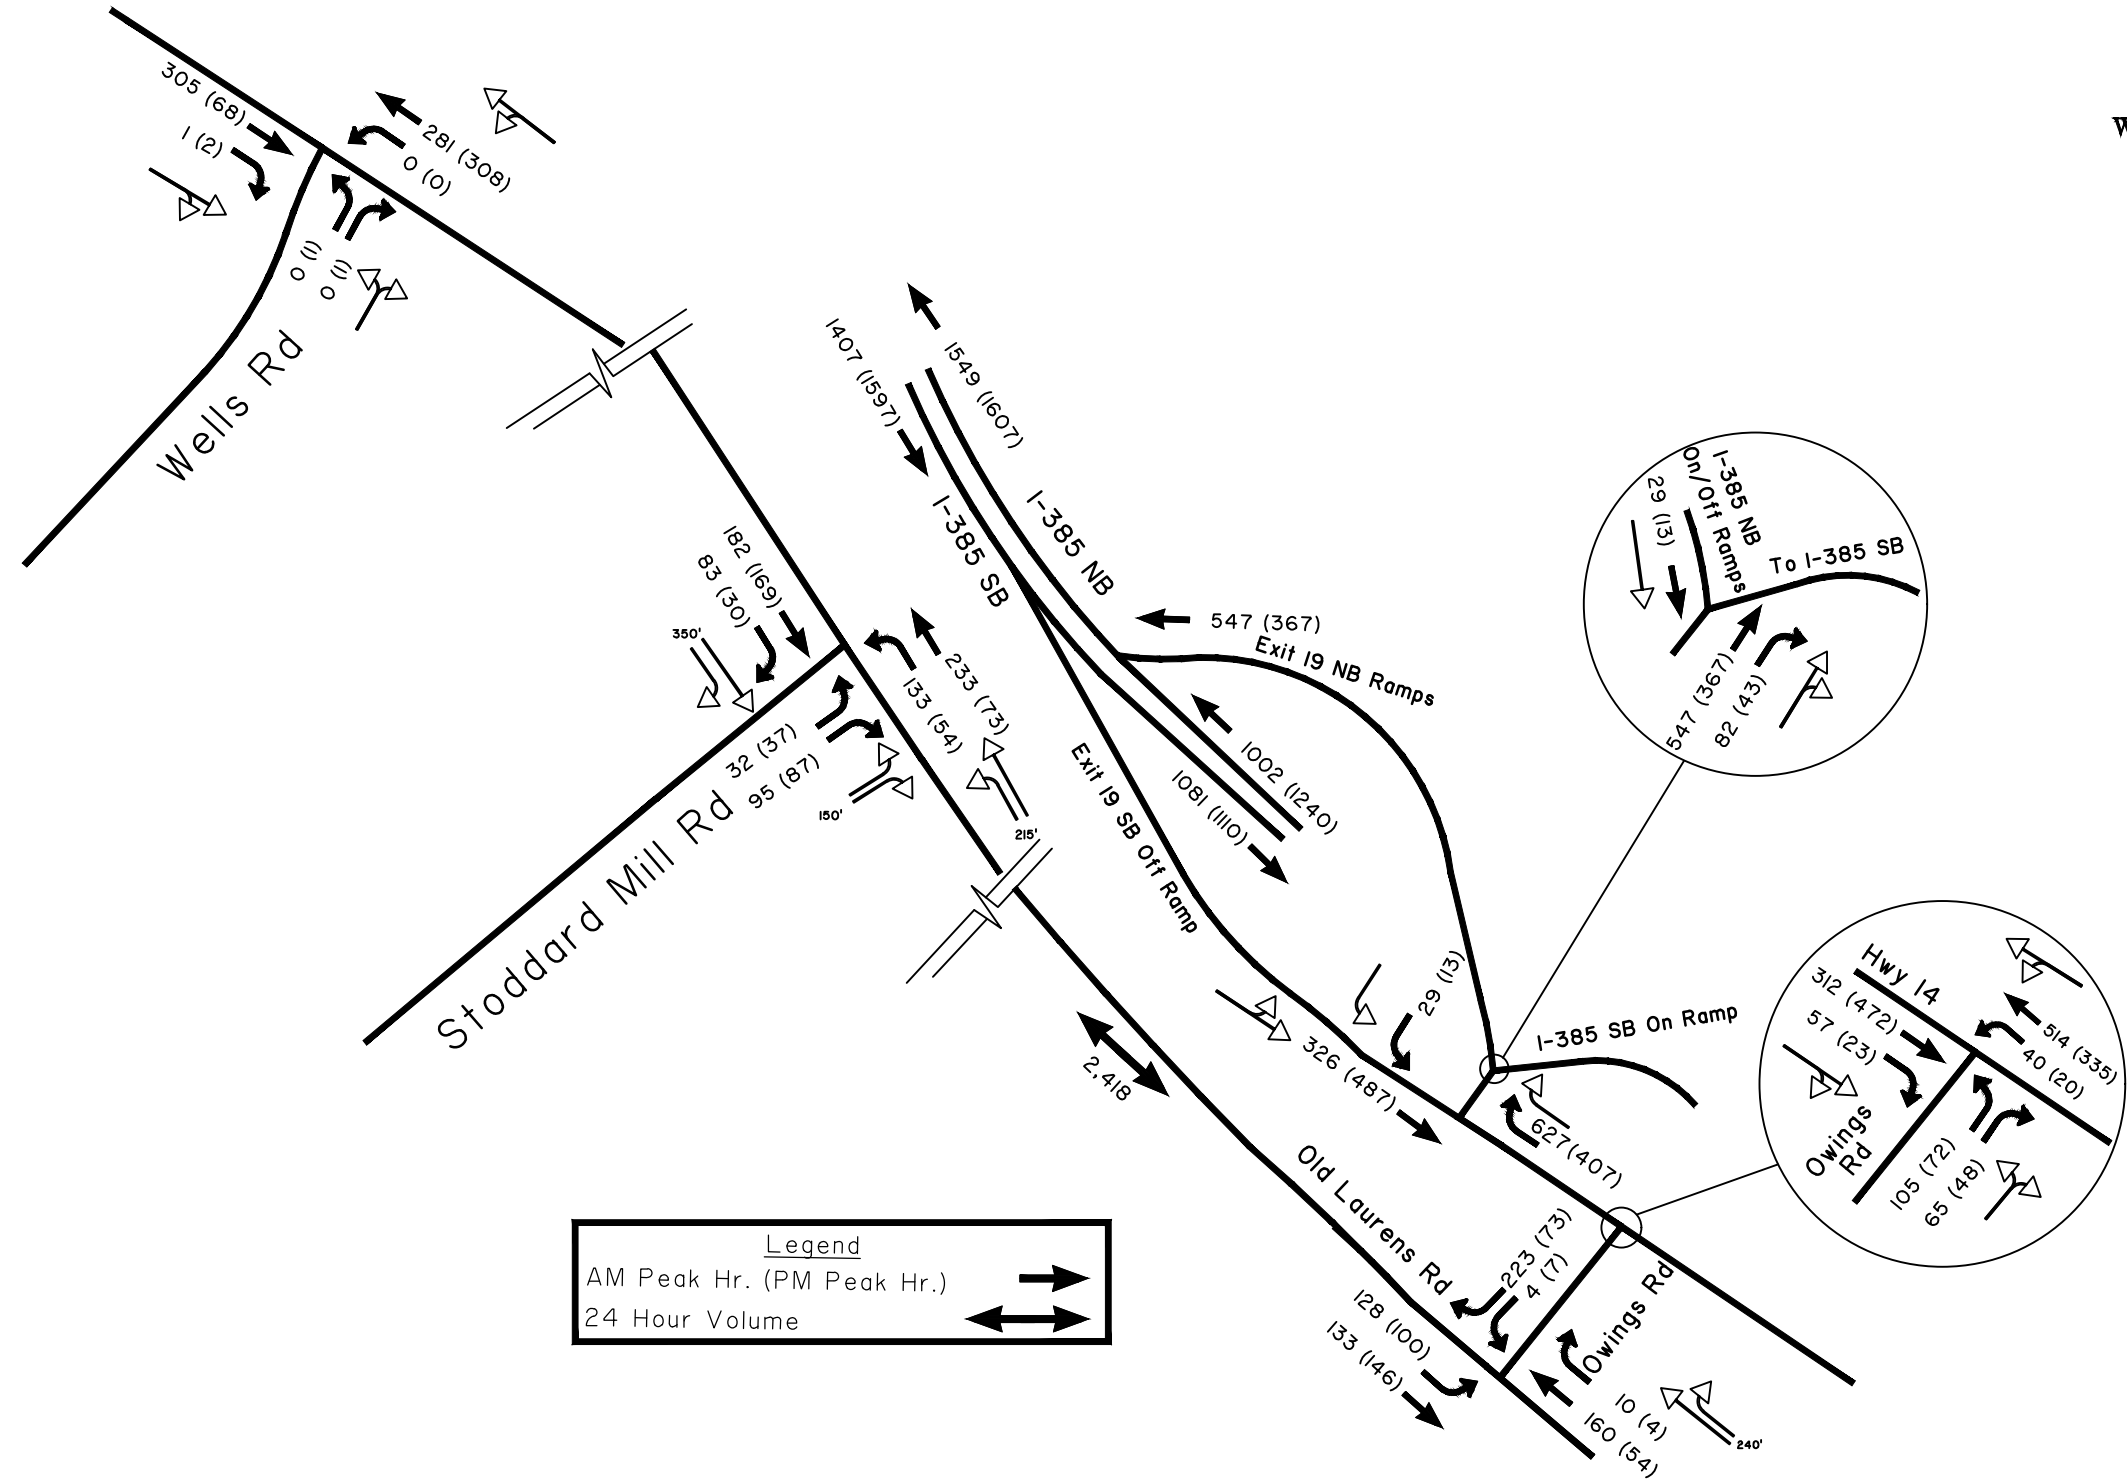 305 (68)
1 (2)
281 (308)
0 (0)
0 (1)
0 (1)
Wells Rd
W
1407 (1597)
1549 (1607)
I-385 SB
I-385 NB
547 (367)
Exit 19 NB Ramps
182 (169)
83 (30)
350'
233 (73)
133 (54)
215'
32 (37)
95 (87)
150'
Stoddard Mill Rd
1002 (1240)
1081 (1110)
Exit 19 SB Off Ramp
I-385 NB
On/Off Ramps
29 (13)
To I-385 SB
547 (367)
82 (43)
29 (13)
I-385 SB On Ramp
326 (487)
627(407)
2,418
Old Laurens Rd
Hwy 14
312 (472)
57 (23)
514 (335)
40 (20)
Owings
Rd
105 (72)
65 (48)
223 (73)
4 (7)
Owings Rd
128 (100)
133 (146)
10 (4)
160 (54)
240'
Legend
AM Peak Hr. (PM Peak Hr.)
24 Hour Volume